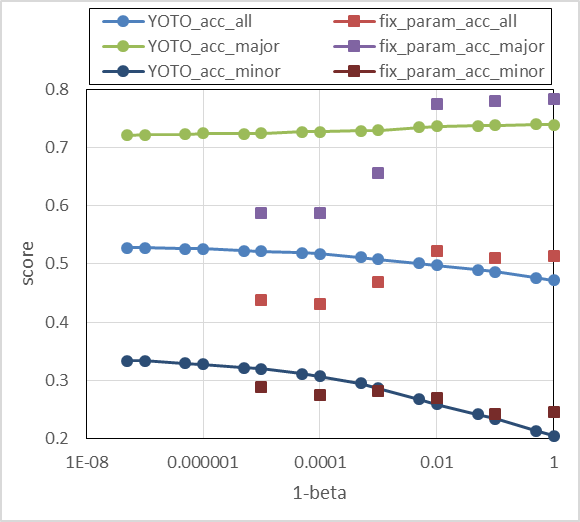 YOTO_acc_all fix_param_acc_all
YOTO_acc_major fix_param_acc_major
YOTO_acc_minor fix_param_acc_minor
0.8
0.7
0.6
0.5
0.4
0.3
0.2
score
1E-08 0.000001 0.0001 0.01 1
1-beta